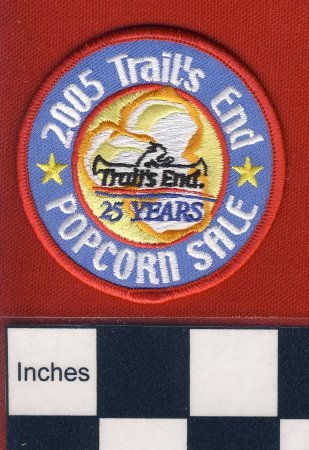 2005 Trail's End
Trail's End.
25 YEARS
POPCORN SALE
Inches